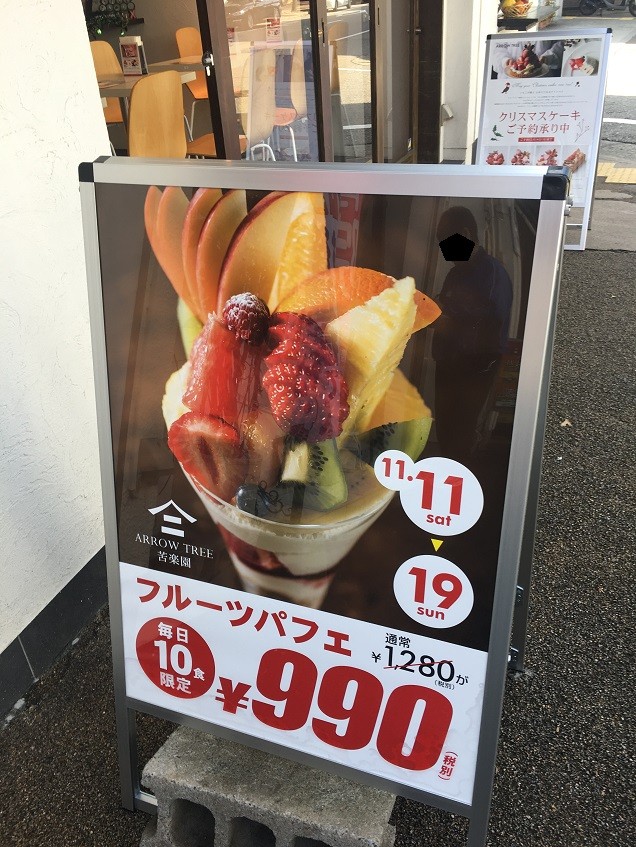 ARROW TREE
クリスマスケーキ
ご予約承り中
11.11
sat
19
sun
ARROW TREE
苦楽園
フルーツパフェ
毎日
10食
限定
通常
¥1280が
(税別)
¥990
(税別)